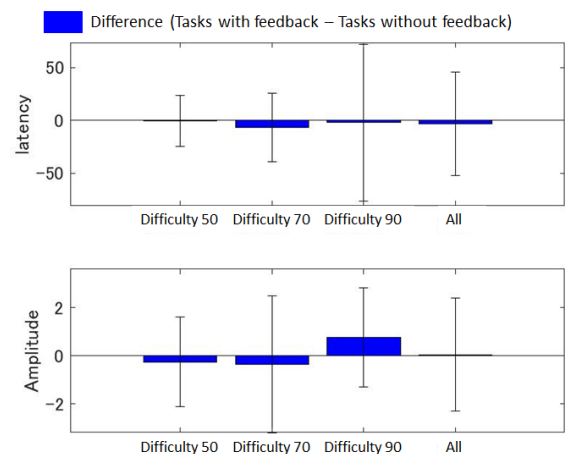 Difference (Tasks with feedback – Tasks without feedback)
50
0
−50
latency
Difficulty 50 Difficulty 70 Difficulty 90 All
2
0
−2
Amplitude
Difficulty 50 Difficulty 70 Difficulty 90 All